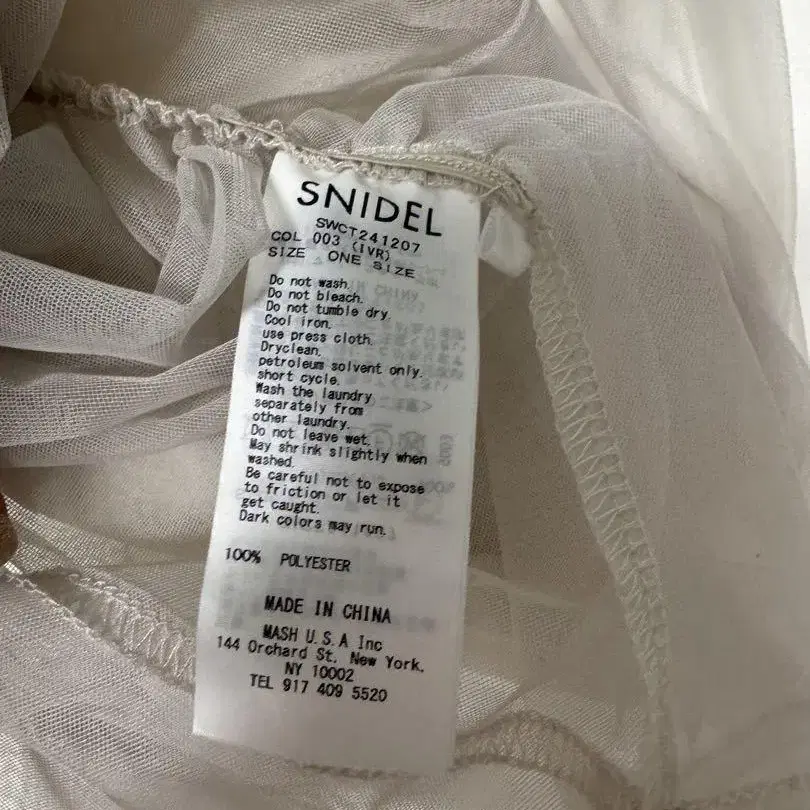 SNIDEL
SWCT241207
COL 003 (IVR)
SIZE ONE SIZE
Do not wash.
Do not bleach.
Do not tumble dry.
Cool iron.
use press cloth.
Dryclean.
petroleum solvent only.
short cycle.
Wash the laundry
separately from
other laundry.
Do not leave wet.
May shrink slightly when
washed.
Be careful not to expose
to friction or let it
get caught.
Dark colors may run.
100% POLYESTER
MADE IN CHINA
MASH U.S.A Inc
144 Orchard St. New York.
NY 10002
TEL 917 409 5520